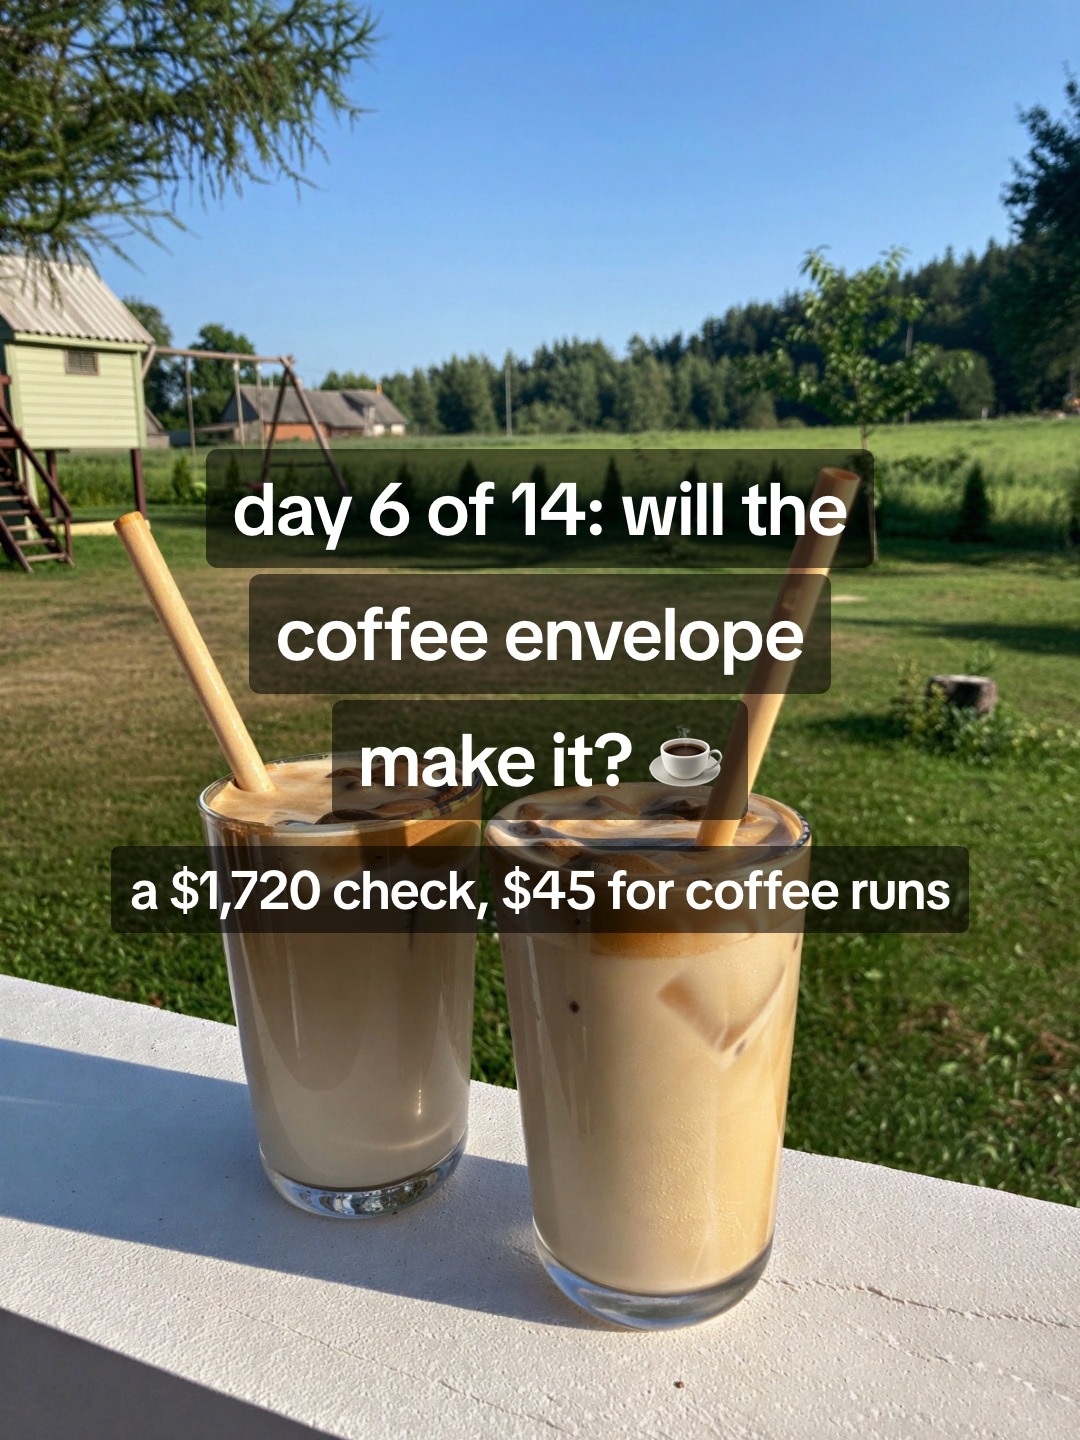 day 6 of 14: will the
coffee envelope
make it? ☕
a $1,720 check, $45 for coffee runs